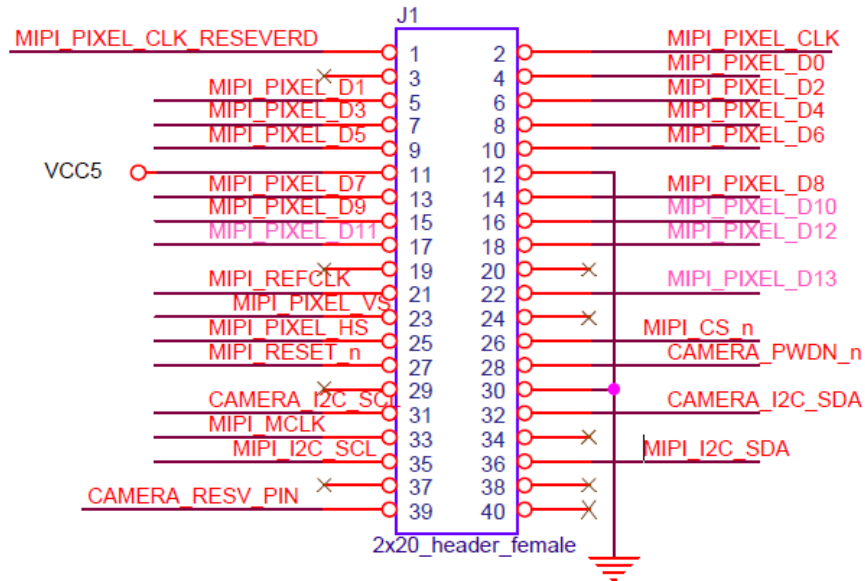 J1
MIPI_PIXEL_CLK_RESEVERD 1 2 MIPI_PIXEL_CLK
3 4 MIPI_PIXEL_D0
MIPI_PIXEL_D1 5 6 MIPI_PIXEL_D2
MIPI_PIXEL_D3 7 8 MIPI_PIXEL_D4
MIPI_PIXEL_D5 9 10 MIPI_PIXEL_D6
VCC5 11 12
MIPI_PIXEL_D7 13 14 MIPI_PIXEL_D8
MIPI_PIXEL_D9 15 16 MIPI_PIXEL_D10
MIPI_PIXEL_D11 17 18 MIPI_PIXEL_D12
19 20
MIPI_REFCLK 21 22 MIPI_PIXEL_D13
MIPI_PIXEL_VS 23 24
MIPI_PIXEL_HS 25 26 MIPI_CS_n
MIPI_RESET_n 27 28 CAMERA_PWDN_n
29 30
CAMERA_I2C_SCL 31 32 CAMERA_I2C_SDA
MIPI_MCLK 33 34
MIPI_I2C_SCL 35 36 MIPI_I2C_SDA
37 38
CAMERA_RESV_PIN 39 40
2x20_header_female